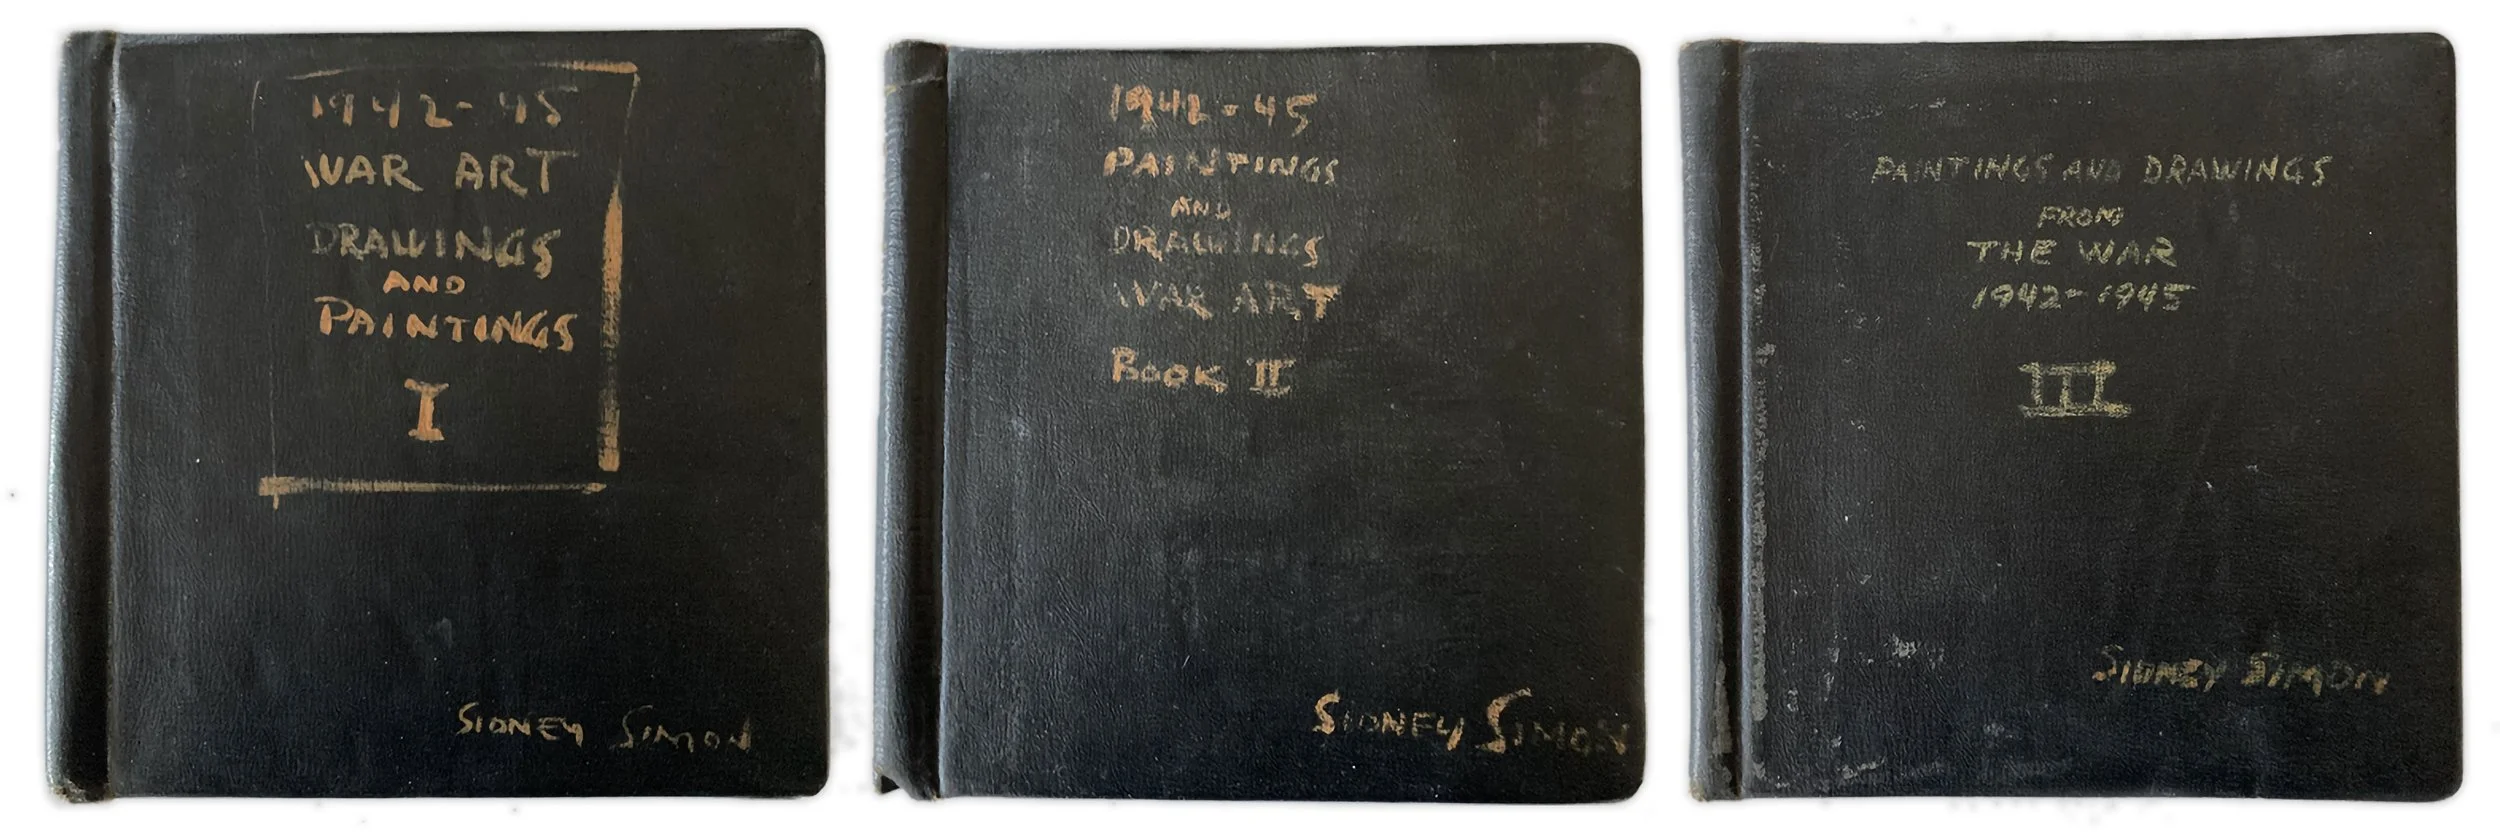 1942-45
WAR ART
DRAWINGS
AND
PAINTINGS
I
SIDNEY SIMON
1942-45
PAINTINGS
AND
DRAWINGS
WAR ART
BOOK II
SIDNEY SIMON
PAINTINGS AND DRAWINGS
FROM
THE WAR
1942-1945
III
SIDNEY SIMON